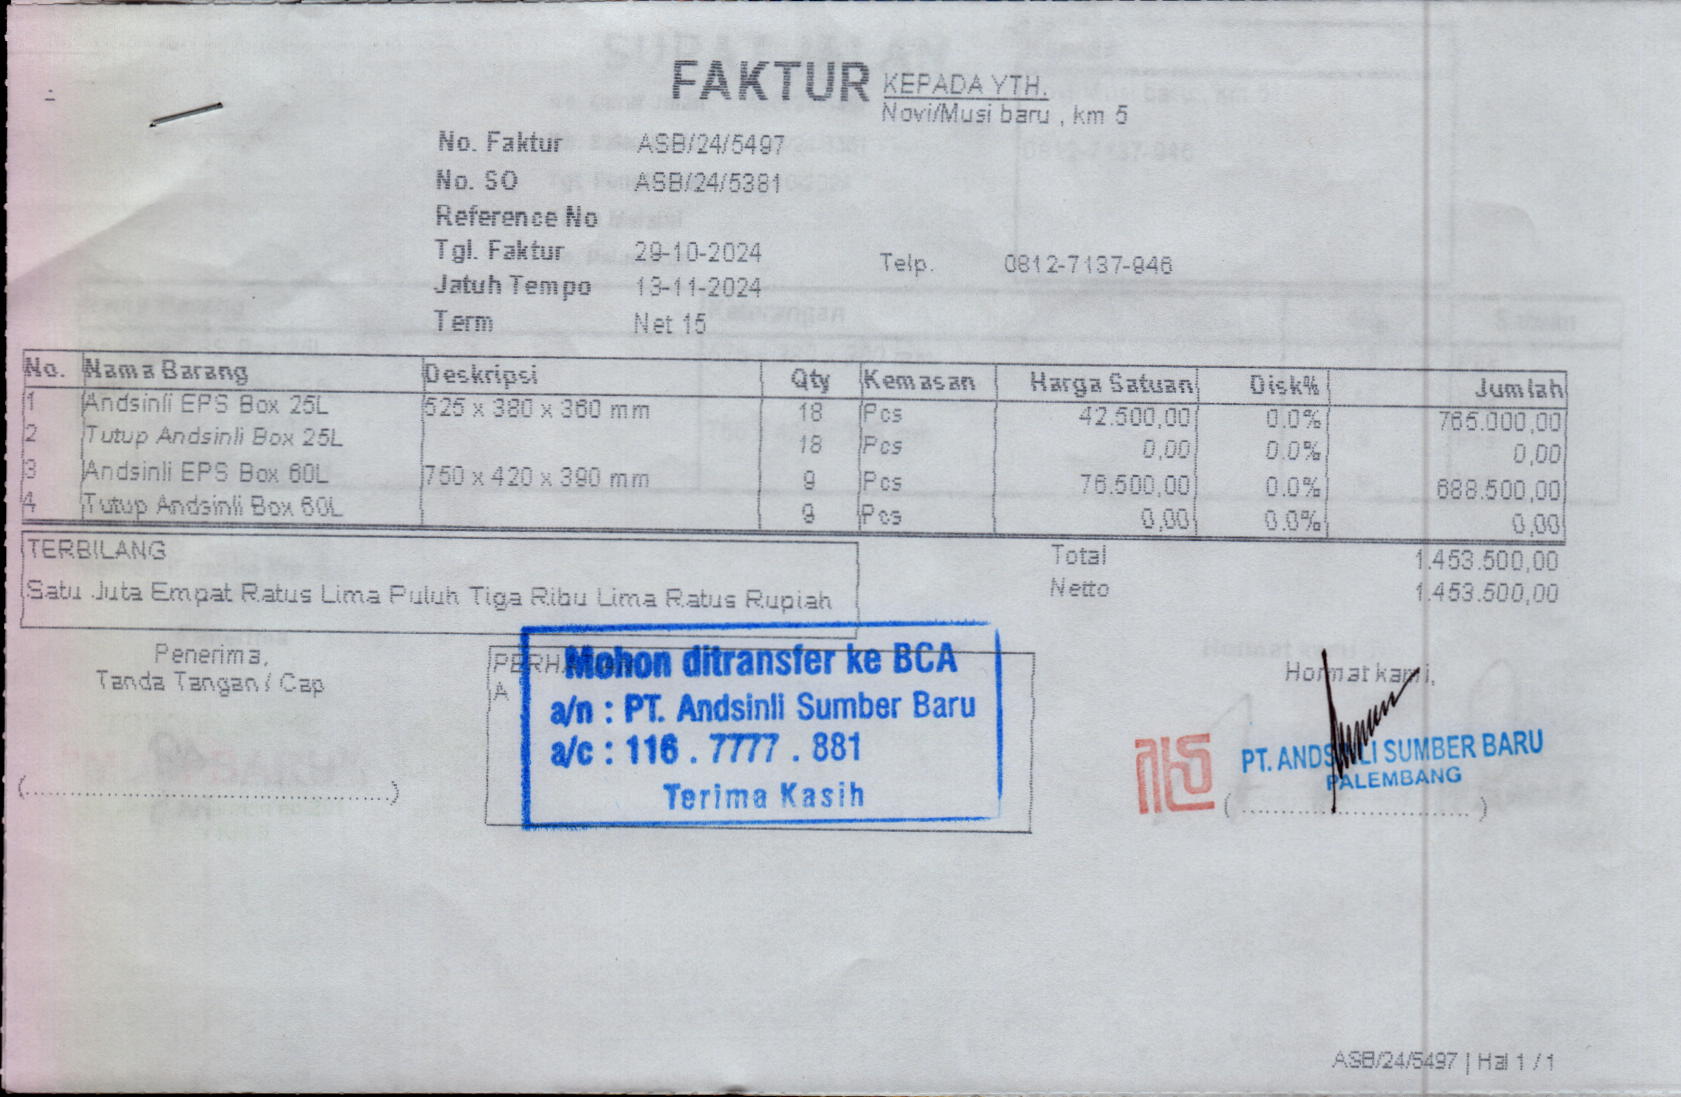 FAKTUR
KEPADA YTH.
Novi/Musi baru , km 5
No. Faktur ASB/24/5497
No. SO ASB/24/5381
Reference No
Tgl. Faktur 29-10-2024
Telp. 0812-7137-946
Jatuh Tempo 13-11-2024
Term Net 15
No. Nama Barang Deskripsi Qty Kemasan Harga Satuan Disk% Jumlah
1 Andsinli EPS Box 25L 525 x 380 x 360 mm 18 Pcs 42.500,00 0.0% 765.000,00
2 Tutup Andsinli Box 25L 18 Pcs 0,00 0.0% 0,00
3 Andsinli EPS Box 60L 750 x 420 x 390 mm 9 Pcs 76.500,00 0.0% 688.500,00
4 Tutup Andsinli Box 60L 9 Pcs 0,00 0.0% 0,00
TERBILANG
Total 1.453.500,00
Satu Juta Empat Ratus Lima Puluh Tiga Ribu Lima Ratus Rupiah
Netto 1.453.500,00
Penerima,
Tanda Tangan / Cap
(..............................)
A
Mohon ditransfer ke BCA
a/n : PT. Andsinli Sumber Baru
a/c : 116 . 7777 . 881
Terima Kasih
Hormat kami,
PT. ANDSINLI SUMBER BARU
PALEMBANG
(..............................)
ASB/24/5497 | Hal 1 / 1